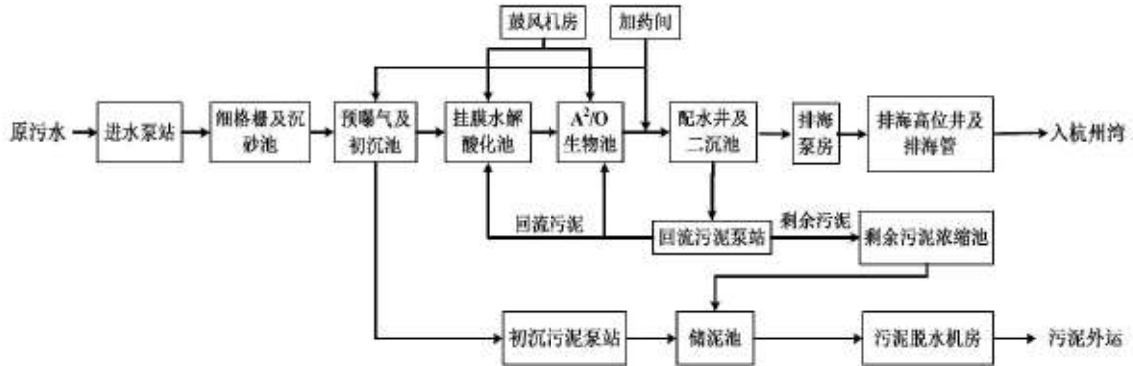 鼓风机房
加药间
原污水
进水泵站
细格栅及沉
砂池
预曝气及
初沉池
挂膜水解
酸化池
A²/O
生物池
配水井及
二沉池
排海
泵房
排海高位井及
排海管
入杭州湾
回流污泥
回流污泥泵站
剩余污泥
剩余污泥浓缩池
初沉污泥泵站
储泥池
污泥脱水机房
污泥外运